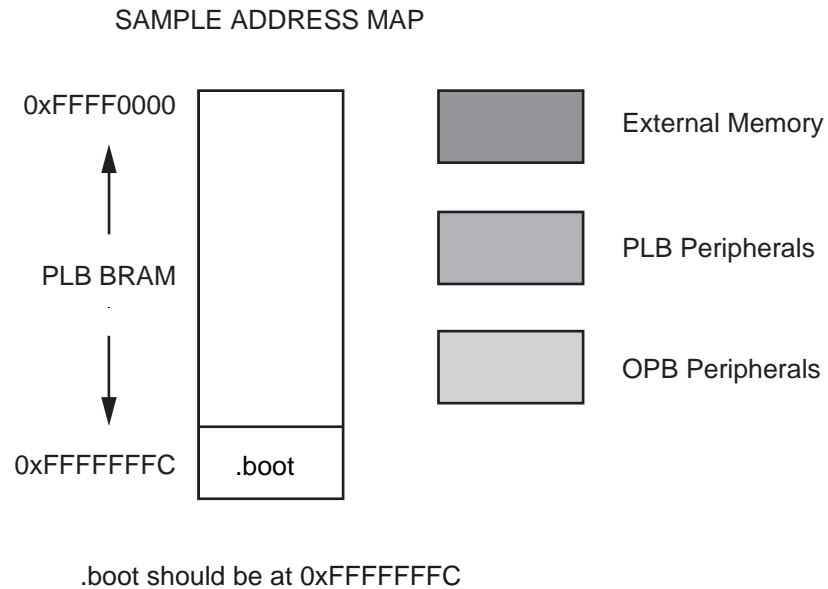 SAMPLE ADDRESS MAP
0xFFFF0000
External Memory
PLB BRAM
PLB Peripherals
OPB Peripherals
0xFFFFFFFC
.boot
.boot should be at 0xFFFFFFFC